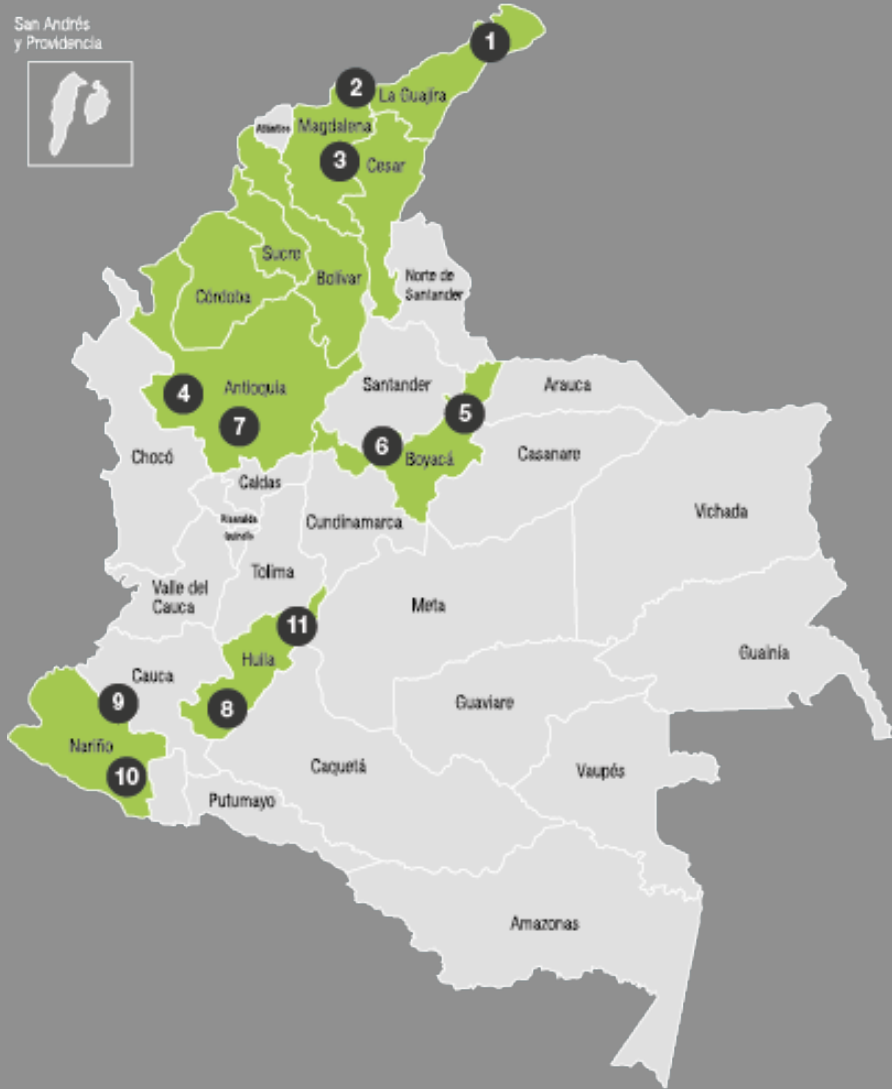 San Andrés
y Providencia
1
2
La Guajira
Atlántico
Magdalena
3
Cesar
Sucre
Bolívar
Norte de
Santander
Córdoba
4
Antioquia
Santander
Arauca
5
7
6
Boyacá
Casanare
Chocó
Caldas
Risaralda
Cundinamarca
Vichada
Tolima
Valle del
Cauca
Meta
11
Huila
Guainía
Cauca
9
8
Guaviare
Nariño
10
Caquetá
Vaupés
Putumayo
Amazonas